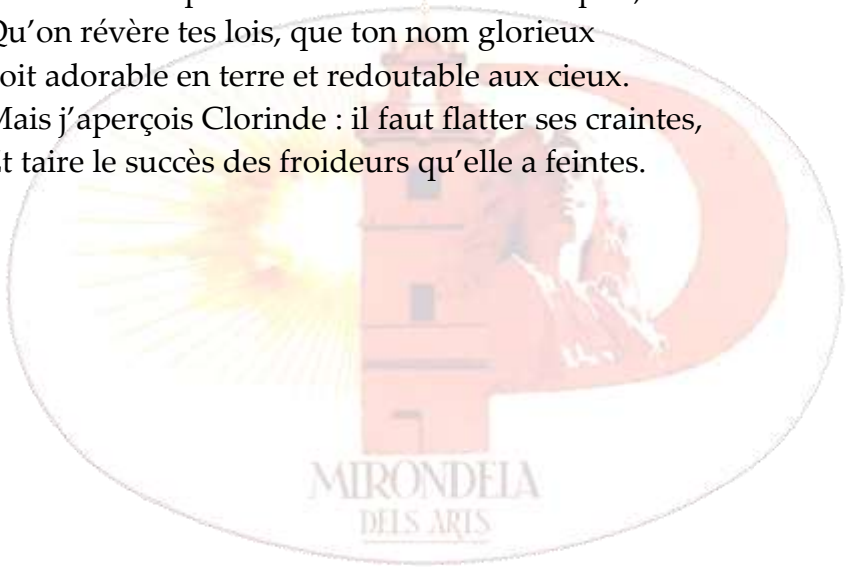 Qu’on révère tes lois, que ton nom glorieux
oit adorable en terre et redoutable aux cieux.
Mais j’aperçois Clorinde : il faut flatter ses craintes,
t taire le succès des froideurs qu’elle a feintes.
MIRONDELA
DELS ARTS